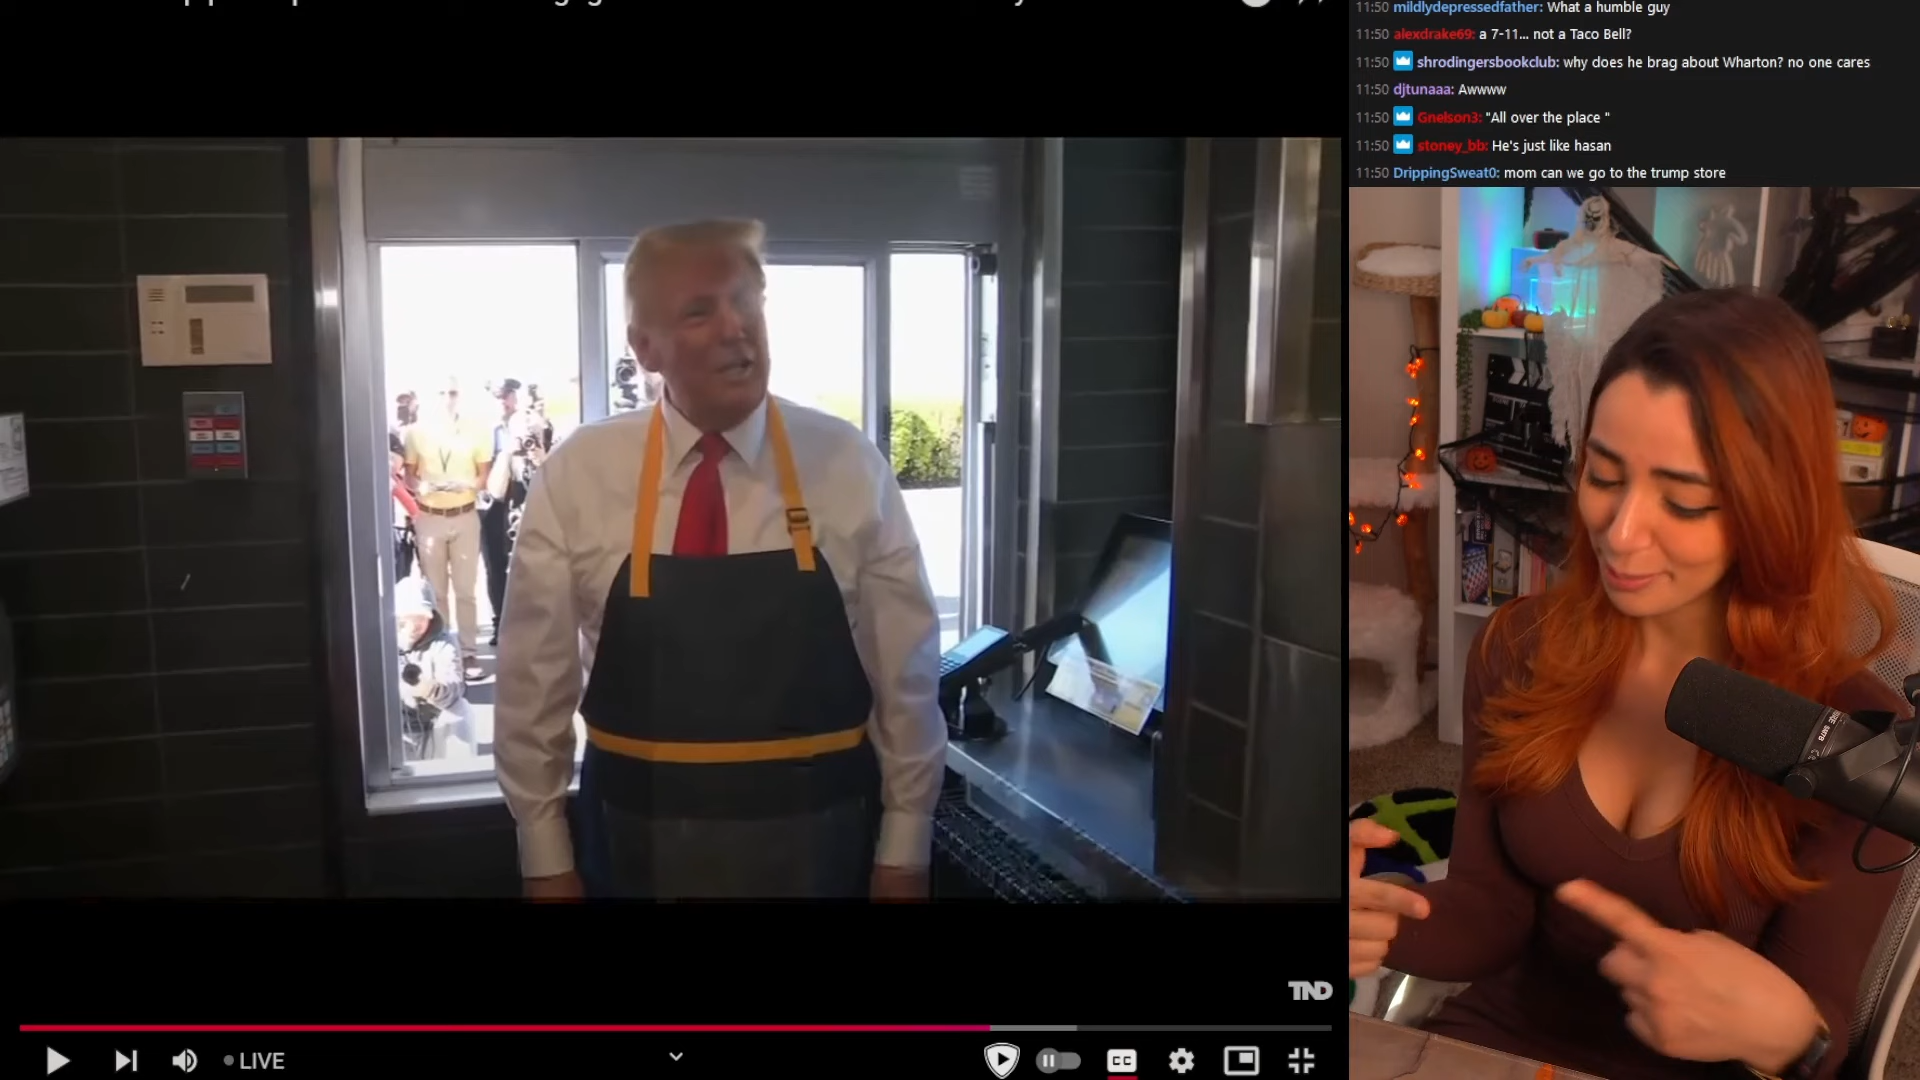 11:50 mildlydepressedfather: What a humble guy
11:50 alexdrake69: a 7-11... not a Taco Bell?
11:50 shrodingersbookclub: why does he brag about Wharton? no one cares
11:50 djtunaaa: Awwww
11:50 Gnelson3: "All over the place "
11:50 stoney_bb: He's just like hasan
11:50 DrippingSweat0: mom can we go to the trump store
TND
LIVE
CC